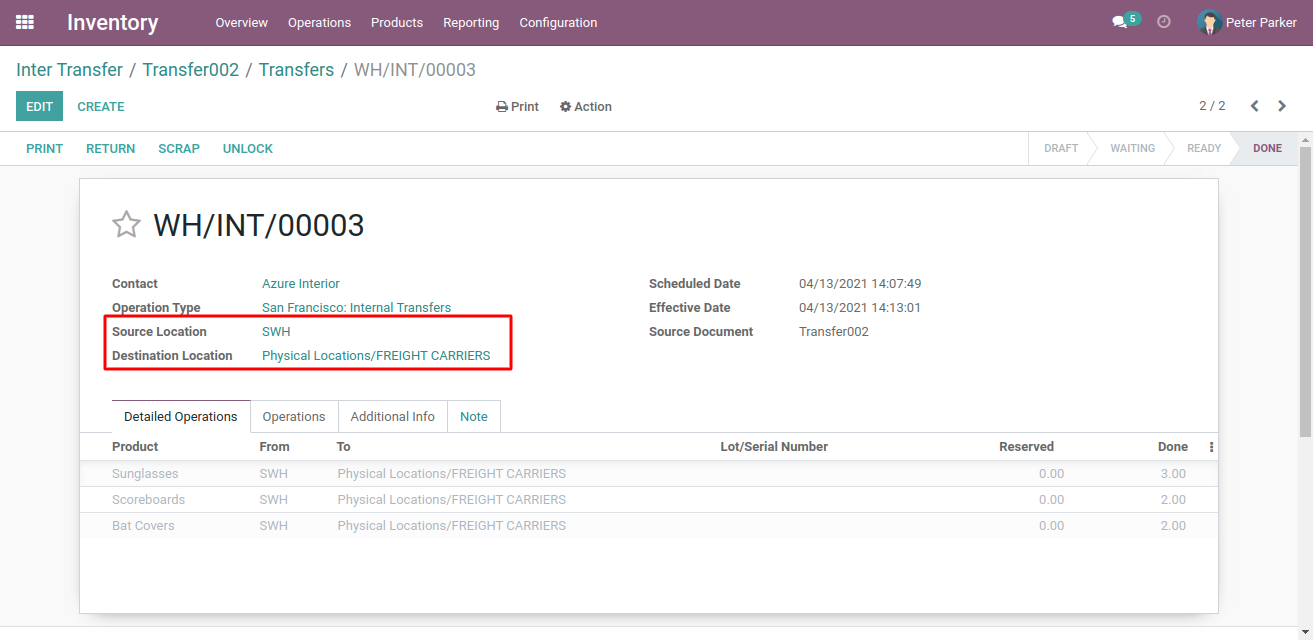 Inventory Overview Operations Products Reporting Configuration 5 Peter Parker
Inter Transfer / Transfer002 / Transfers / WH/INT/00003
EDIT CREATE Print Action 2 / 2
PRINT RETURN SCRAP UNLOCK DRAFT WAITING READY DONE
WH/INT/00003
Contact Azure Interior Scheduled Date 04/13/2021 14:07:49
Operation Type San Francisco: Internal Transfers Effective Date 04/13/2021 14:13:01
Source Location SWH Source Document Transfer002
Destination Location Physical Locations/FREIGHT CARRIERS
Detailed Operations Operations Additional Info Note
Product From To Lot/Serial Number Reserved Done
Sunglasses SWH Physical Locations/FREIGHT CARRIERS 0.00 3.00
Scoreboards SWH Physical Locations/FREIGHT CARRIERS 0.00 2.00
Bat Covers SWH Physical Locations/FREIGHT CARRIERS 0.00 2.00